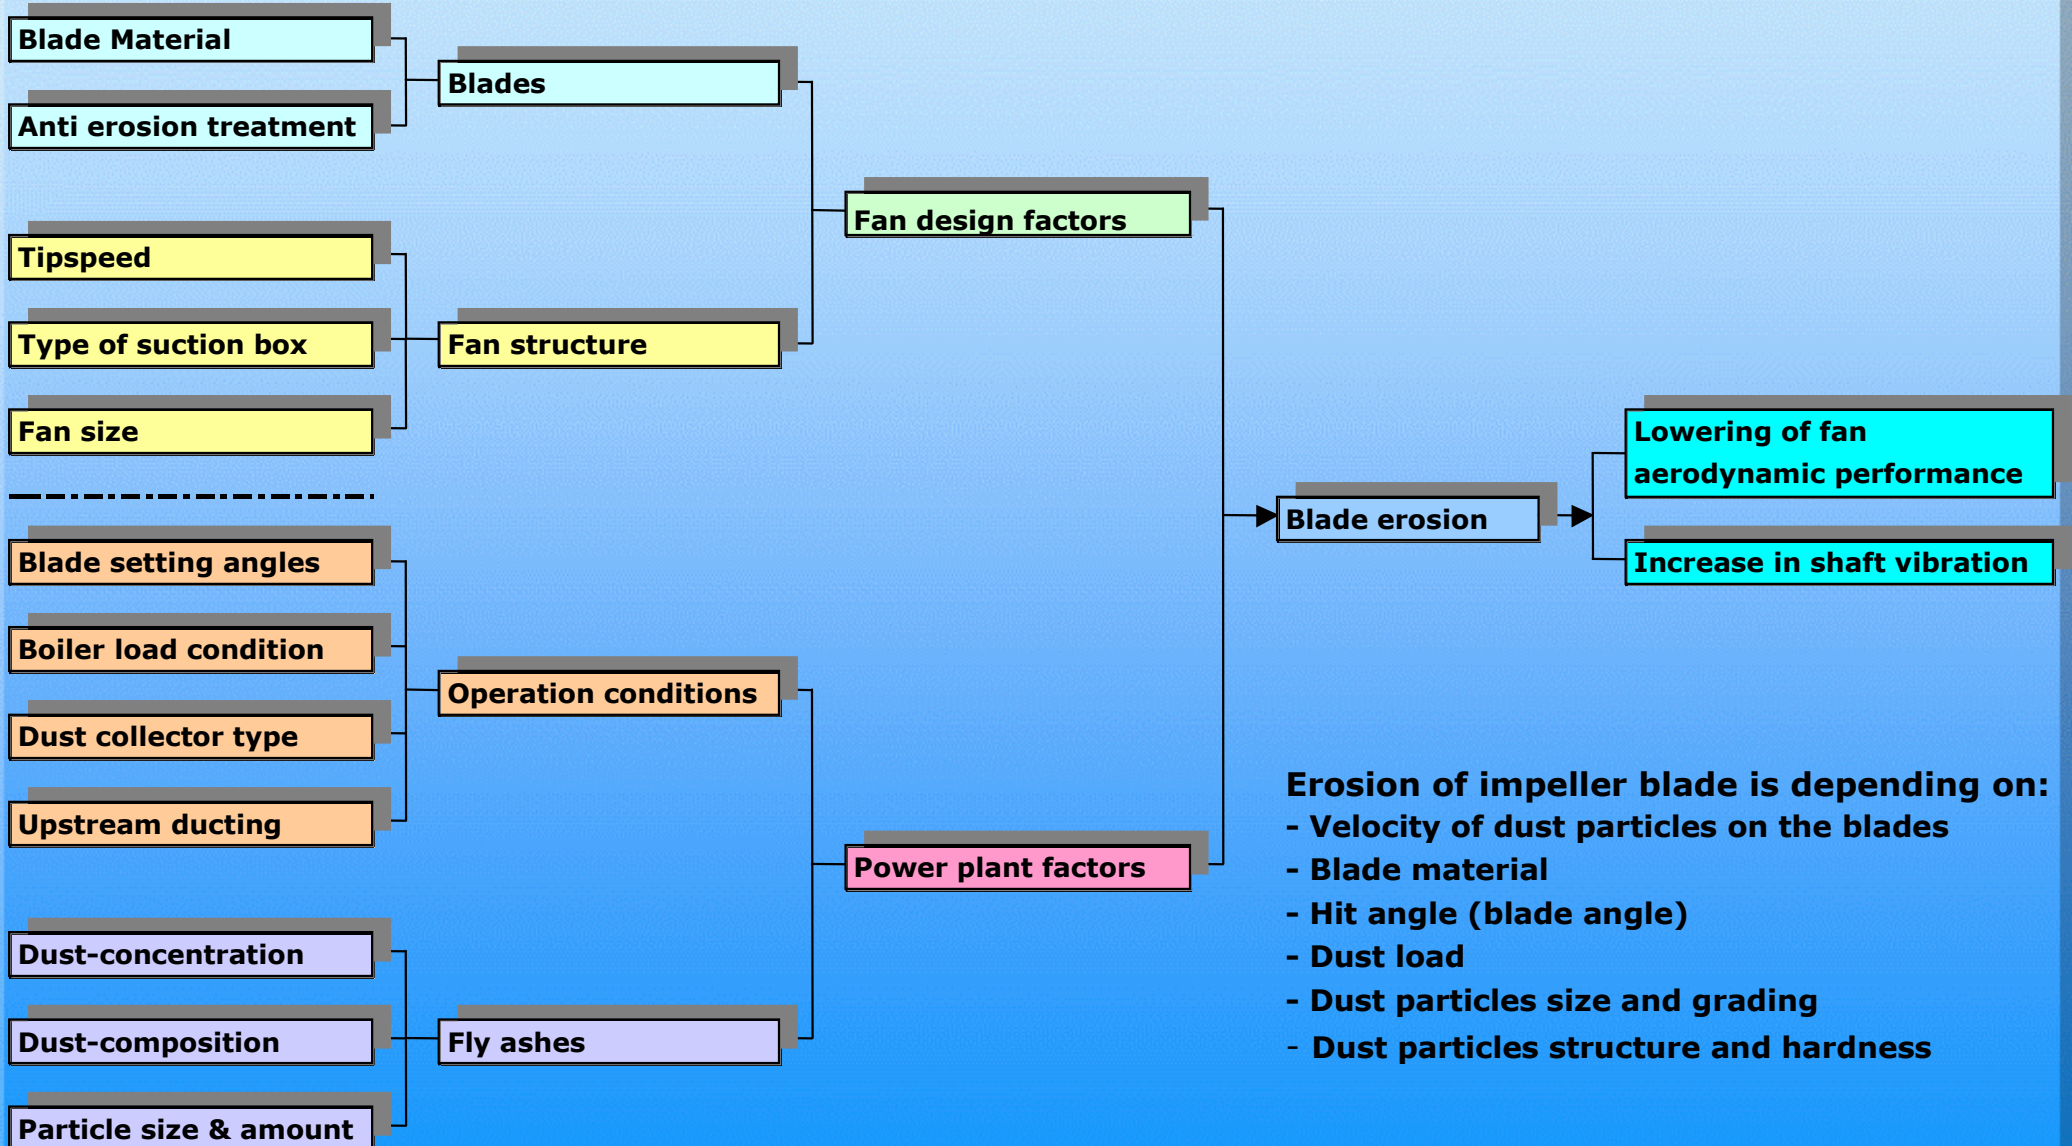 Blade Material
Anti erosion treatment
Blades
Tipspeed
Type of suction box
Fan size
Fan structure
Fan design factors
Blade setting angles
Boiler load condition
Dust collector type
Upstream ducting
Operation conditions
Dust-concentration
Dust-composition
Particle size & amount
Fly ashes
Power plant factors
Blade erosion
Lowering of fan
aerodynamic performance
Increase in shaft vibration
Erosion of impeller blade is depending on:
- Velocity of dust particles on the blades
- Blade material
- Hit angle (blade angle)
- Dust load
- Dust particles size and grading
- Dust particles structure and hardness